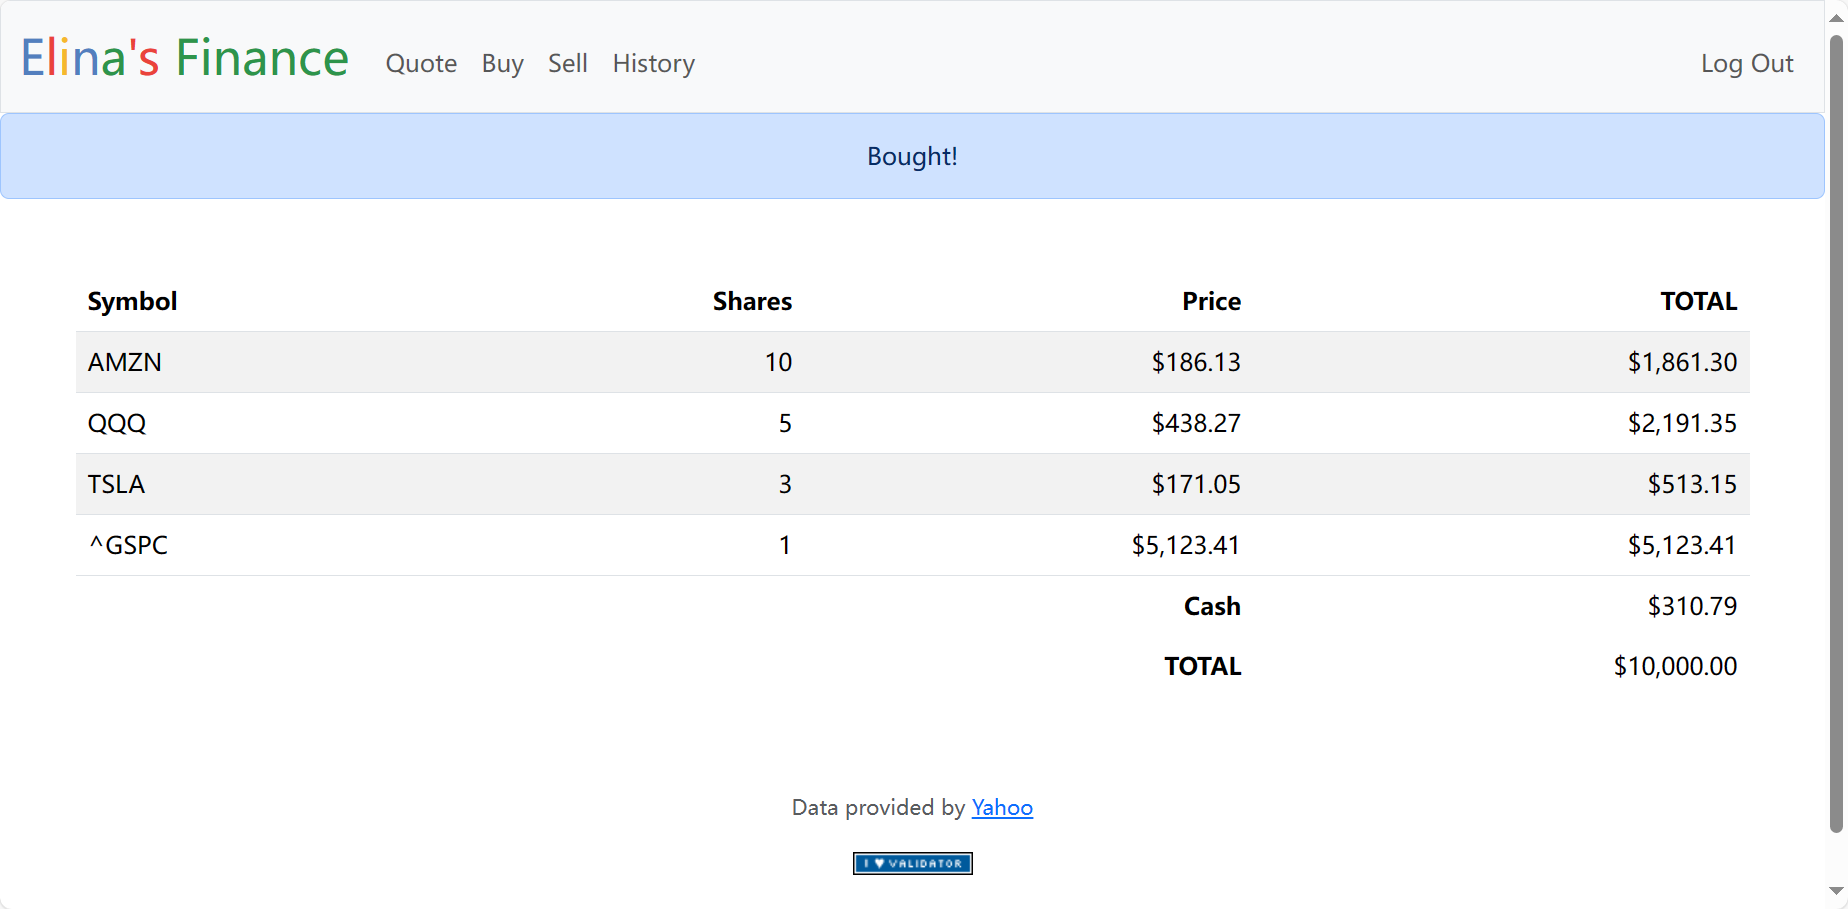 Elina's Finance Quote Buy Sell History Log Out
Bought!
Symbol Shares Price TOTAL
AMZN 10 $186.13 $1,861.30
QQQ 5 $438.27 $2,191.35
TSLA 3 $171.05 $513.15
^GSPC 1 $5,123.41 $5,123.41
Cash $310.79
TOTAL $10,000.00
Data provided by Yahoo
I ♥ VALIDATOR